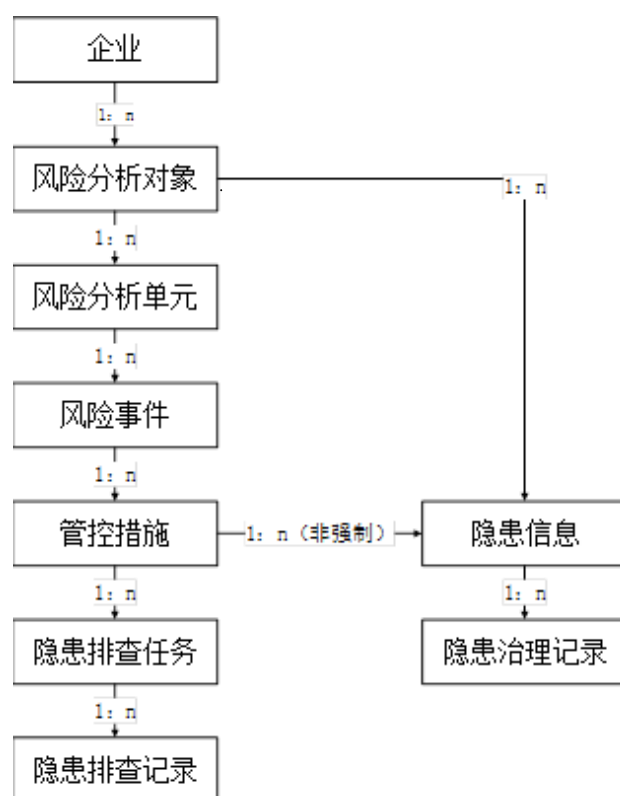 企业
1：n
风险分析对象
1：n
1：n
风险分析单元
1：n
风险事件
1：n
管控措施
1：n（非强制）
隐患信息
1：n
1：n
隐患排查任务
隐患治理记录
1：n
隐患排查记录